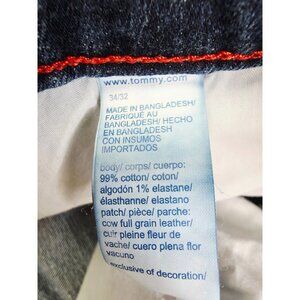 www.tommy.com
34/32
MADE IN BANGLADESH/
FABRIQUÉ AU
BANGLADESH/ HECHO
EN BANGLADESH
CON INSUMOS
IMPORTADOS
body/ corps/ cuerpo:
99% cotton/ coton/
algodón 1% elastane/
élasthanne/ elastano
patch/ pièce/ parche:
cow full grain leather/
cuir pleine fleur de
vache/ cuero plena flor
vacuno
exclusive of decoration/